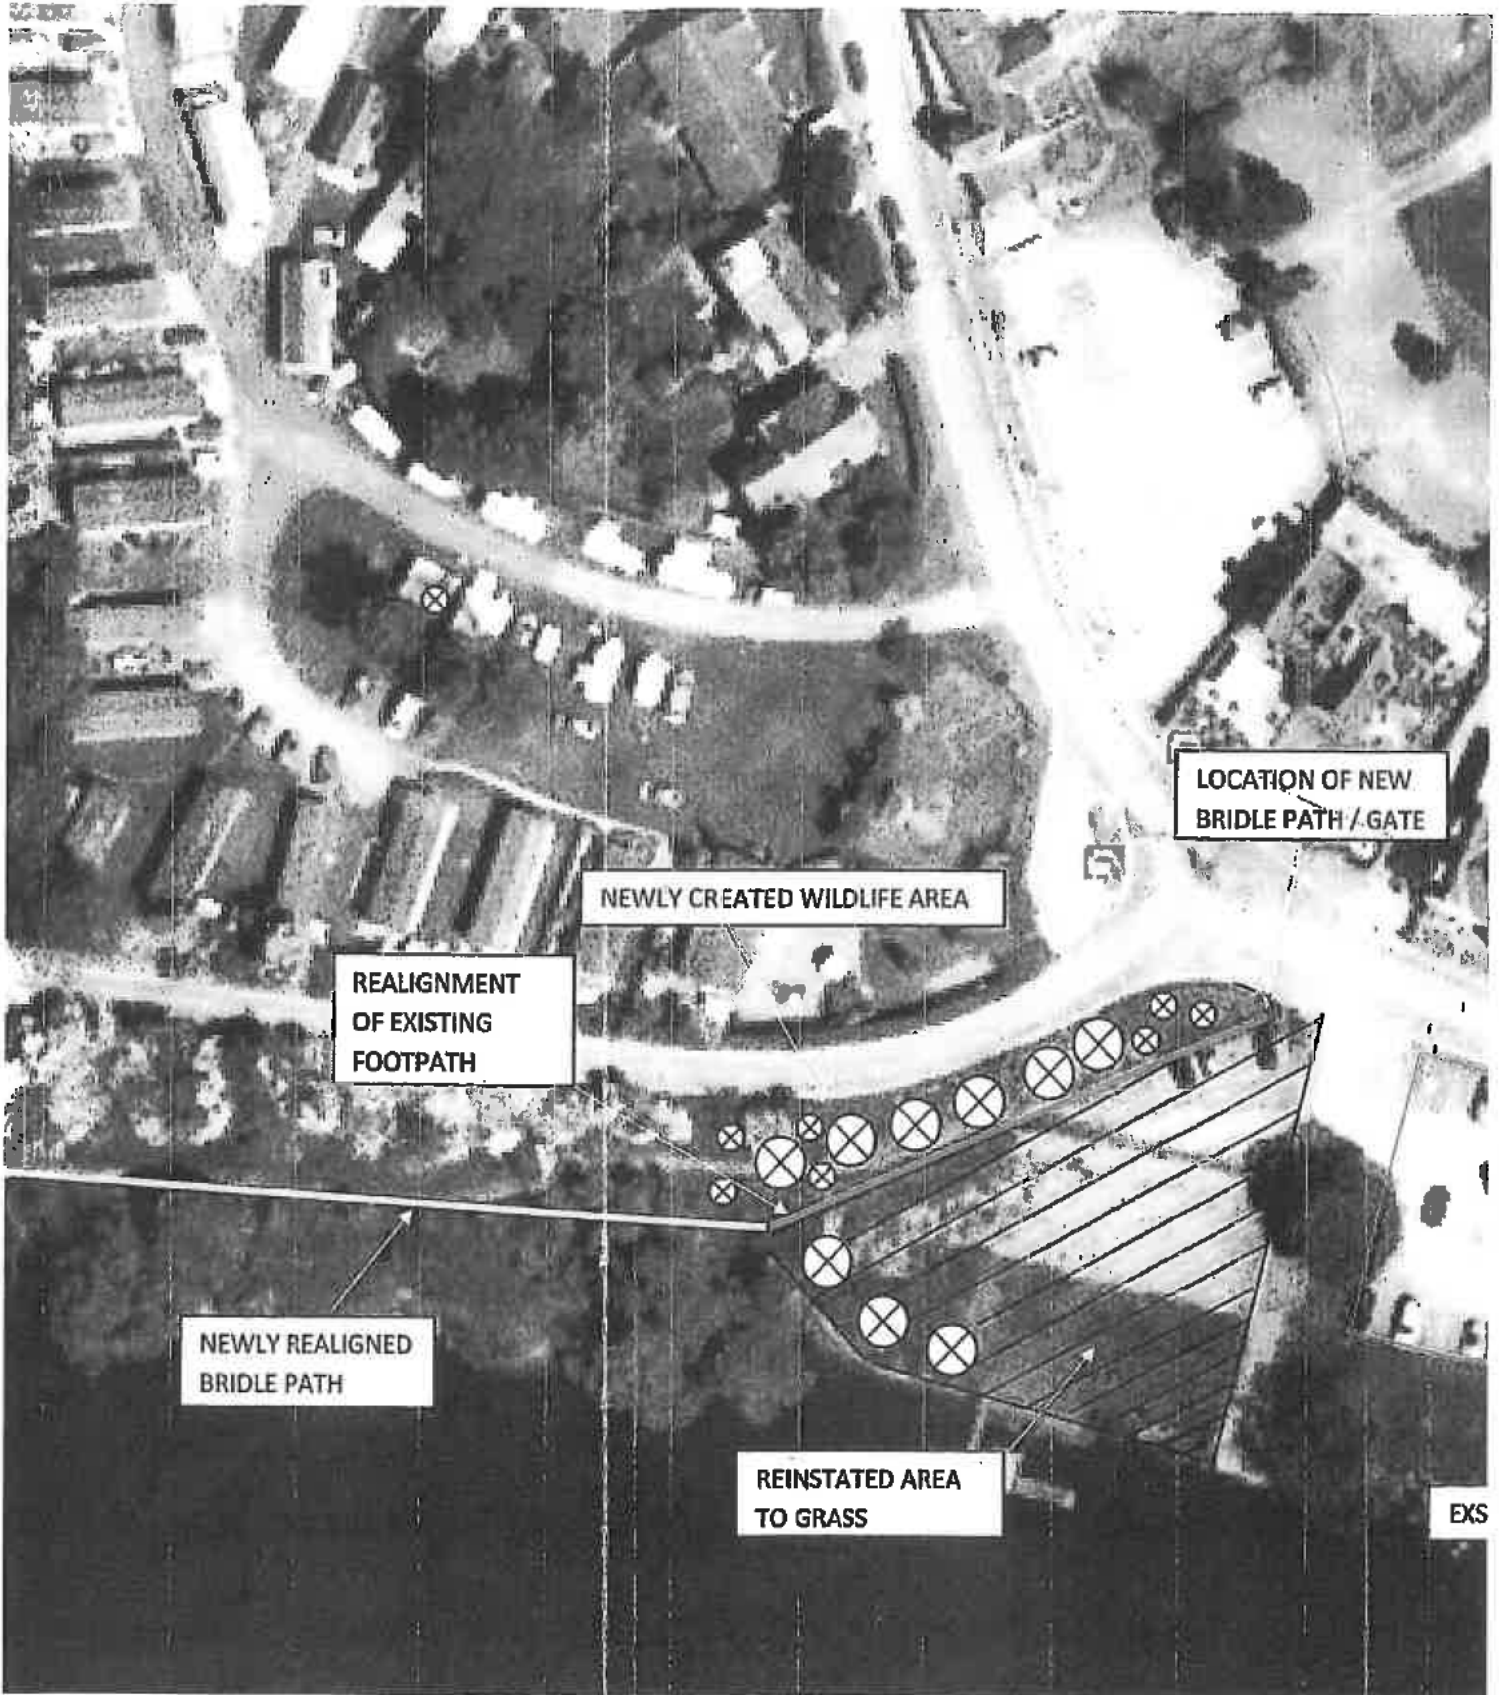 LOCATION OF NEW
BRIDLE PATH / GATE
NEWLY CREATED WILDLIFE AREA
REALIGNMENT
OF EXISTING
FOOTPATH
NEWLY REALIGNED
BRIDLE PATH
REINSTATED AREA
TO GRASS
EXS